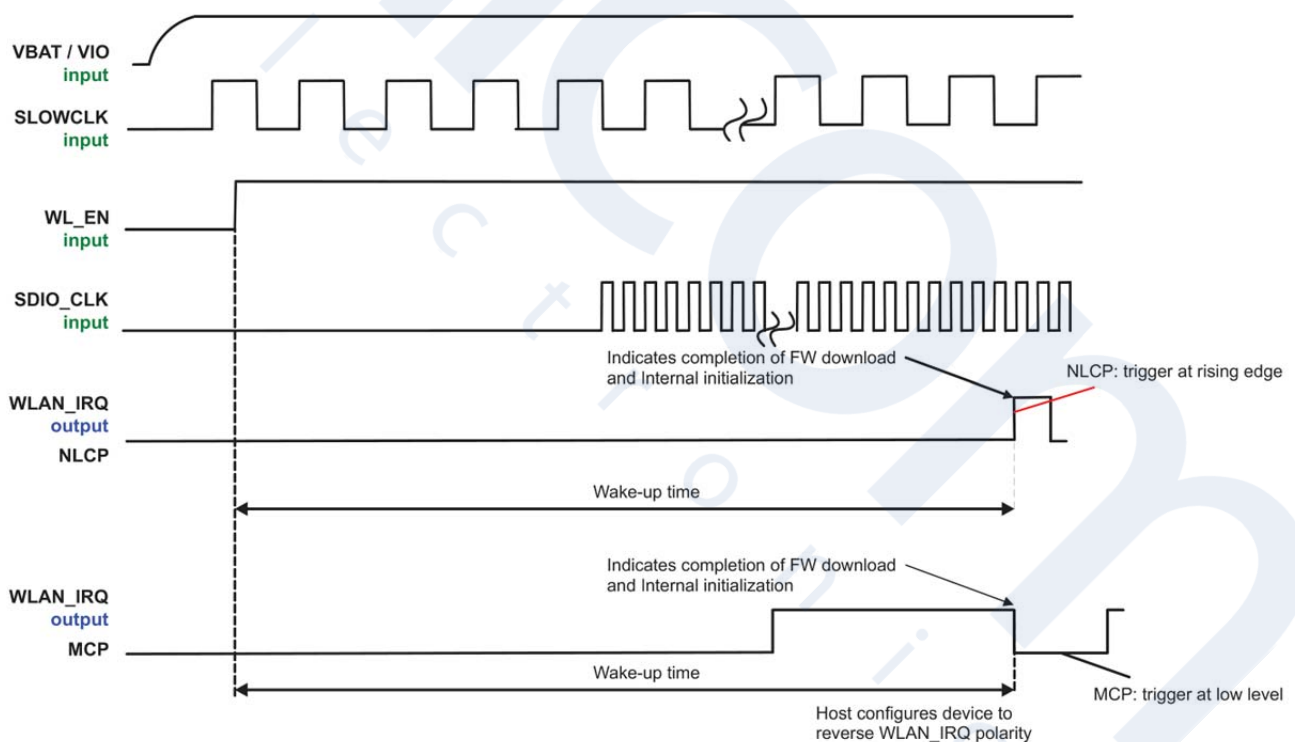 VBAT / VIO
input
SLOWCLK
input
WL_EN
input
SDIO_CLK
input
Indicates completion of FW download
and Internal initialization
NLCP: trigger at rising edge
WLAN_IRQ
output
NLCP
Wake-up time
Indicates completion of FW download
and Internal initialization
WLAN_IRQ
output
MCP
Wake-up time
MCP: trigger at low level
Host configures device to
reverse WLAN_IRQ polarity